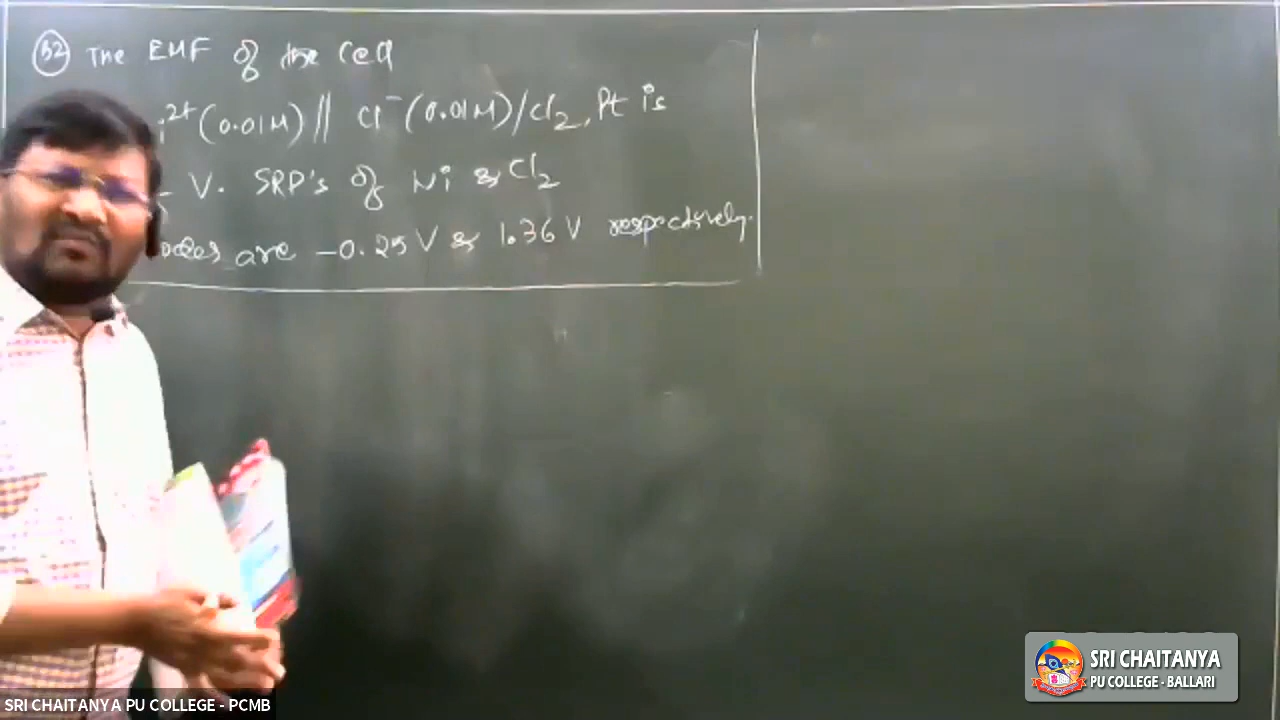 32 The EMF of the cell
i²⁺(0.01M)// Cl⁻(0.01M)/Cl₂, Pt is
V. SRP's of Ni & Cl₂
odes are -0.25 V & 1.36 V respectively.
SRI CHAITANYA
PU COLLEGE - BALLARI
SRI CHAITANYA PU COLLEGE - PCMB